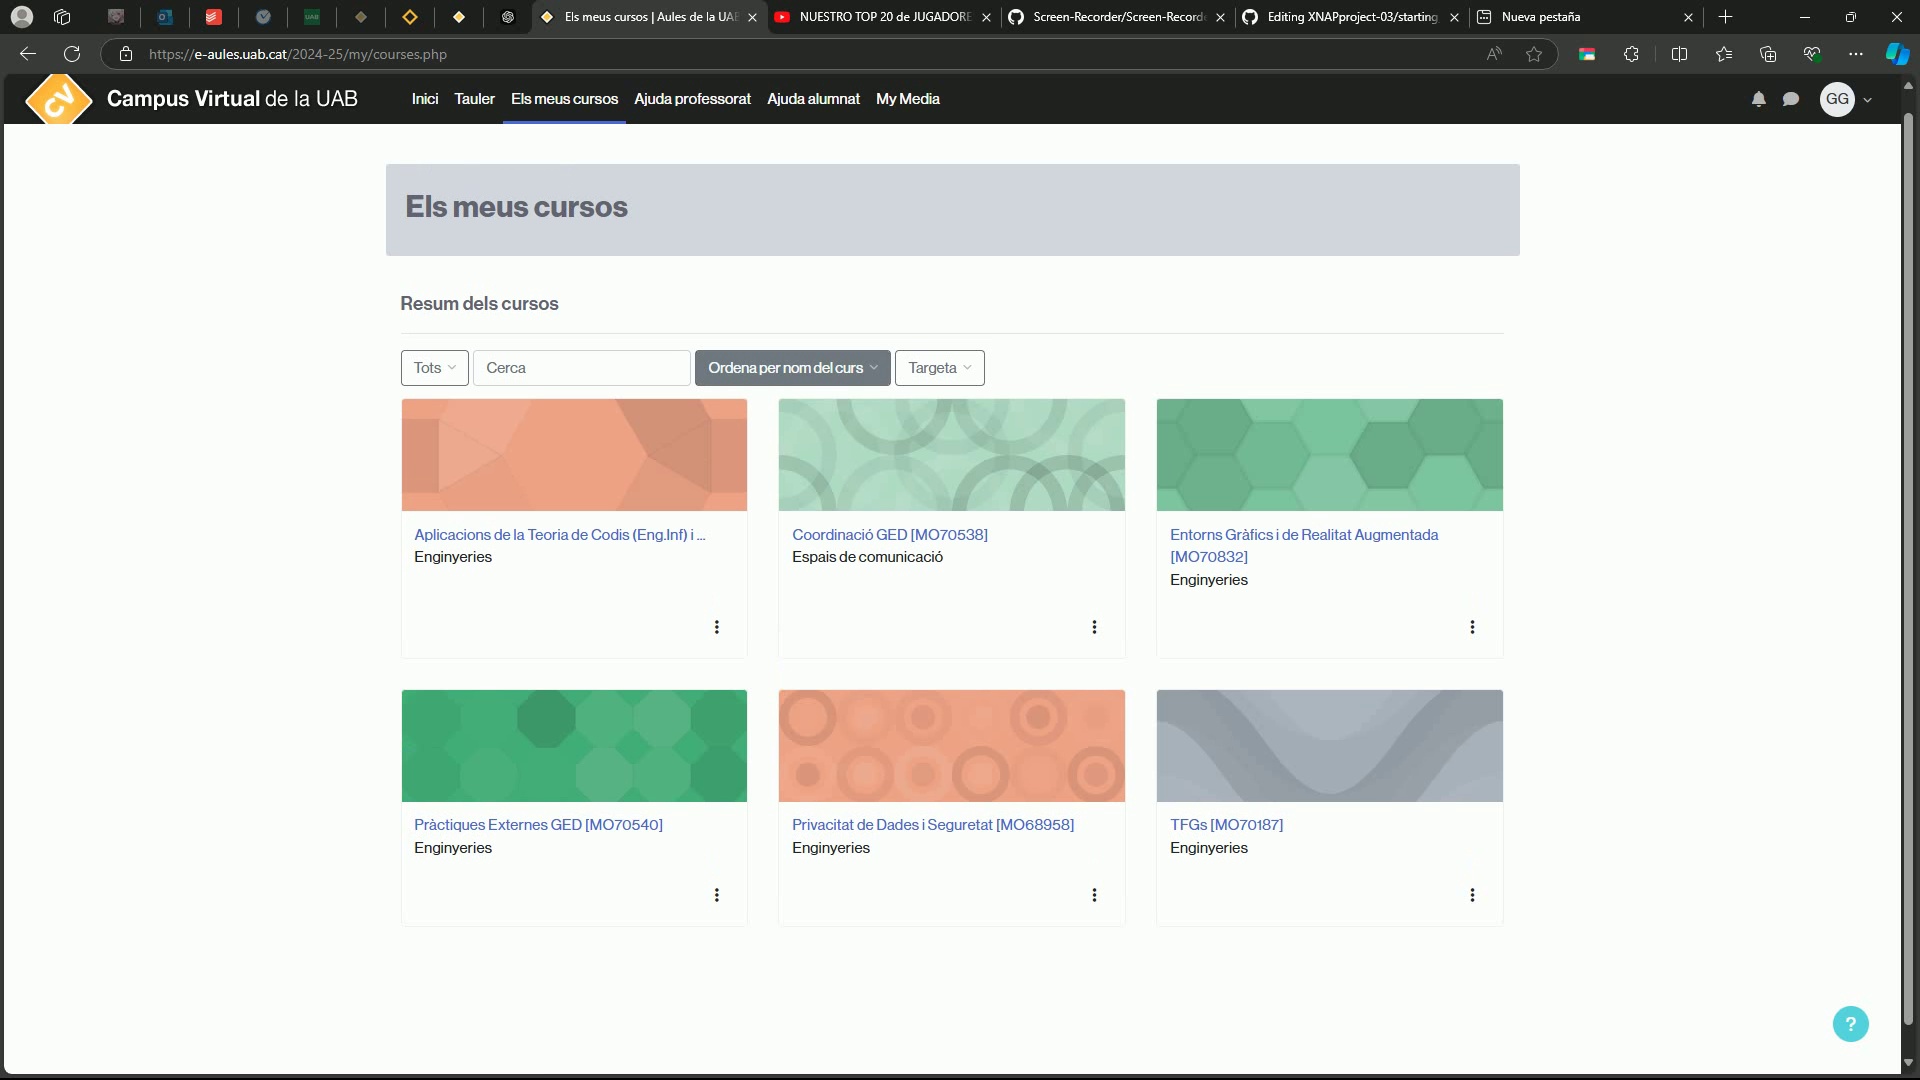 Els meus cursos | Aules de la UAB
NUESTRO TOP 20 de JUGADORE
Screen-Recorder/Screen-Recorde
Editing XNAPproject-03/starting
Nueva pestaña
https://e-aules.uab.cat/2024-25/my/courses.php
CV
Campus Virtual de la UAB
Inici
Tauler
Els meus cursos
Ajuda professorat
Ajuda alumnat
My Media
GG
Els meus cursos
Resum dels cursos
Tots
Cerca
Ordena per nom del curs
Targeta
Aplicacions de la Teoria de Codis (Eng.Inf) i ...
Enginyeries
Coordinació GED [MO70538]
Espais de comunicació
Entorns Gràfics i de Realitat Augmentada
[MO70832]
Enginyeries
Pràctiques Externes GED [MO70540]
Enginyeries
Privacitat de Dades i Seguretat [MO68958]
Enginyeries
TFGs [MO70187]
Enginyeries
?